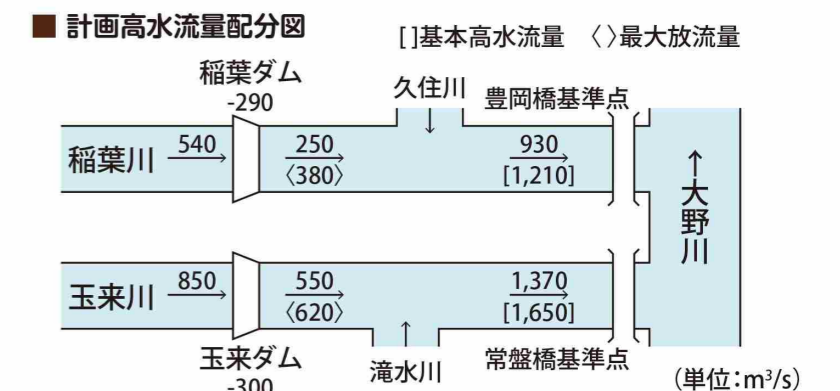 ■ 計画高水流量配分図
[ ]基本高水流量 〈 〉最大放流量
稲葉ダム
-290
久住川
豊岡橋基準点
稲葉川
540
250
〈380〉
930
[1,210]
←大野川
玉来川
850
550
〈620〉
1,370
[1,650]
玉来ダム
-300
滝水川
常盤橋基準点
(単位:m³/s)